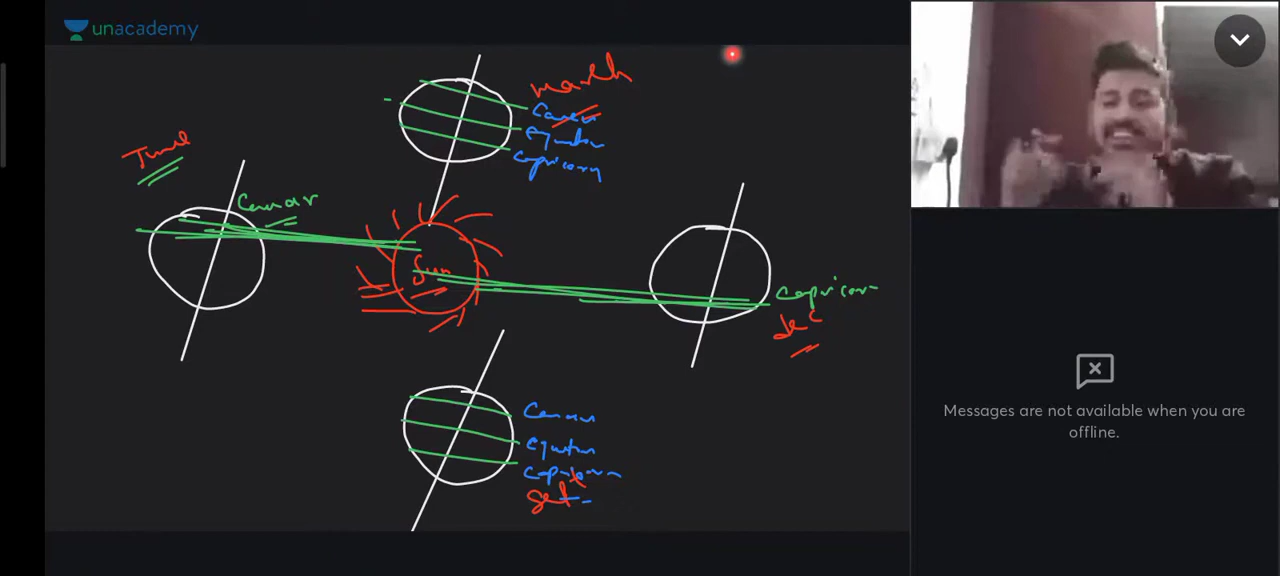 unacademy
March
Cancer
Equator
Capricorn
June
Cancer
Sun
Capricorn
dec
Cancer
Equator
Capricorn
Set
Messages are not available when you are
offline.